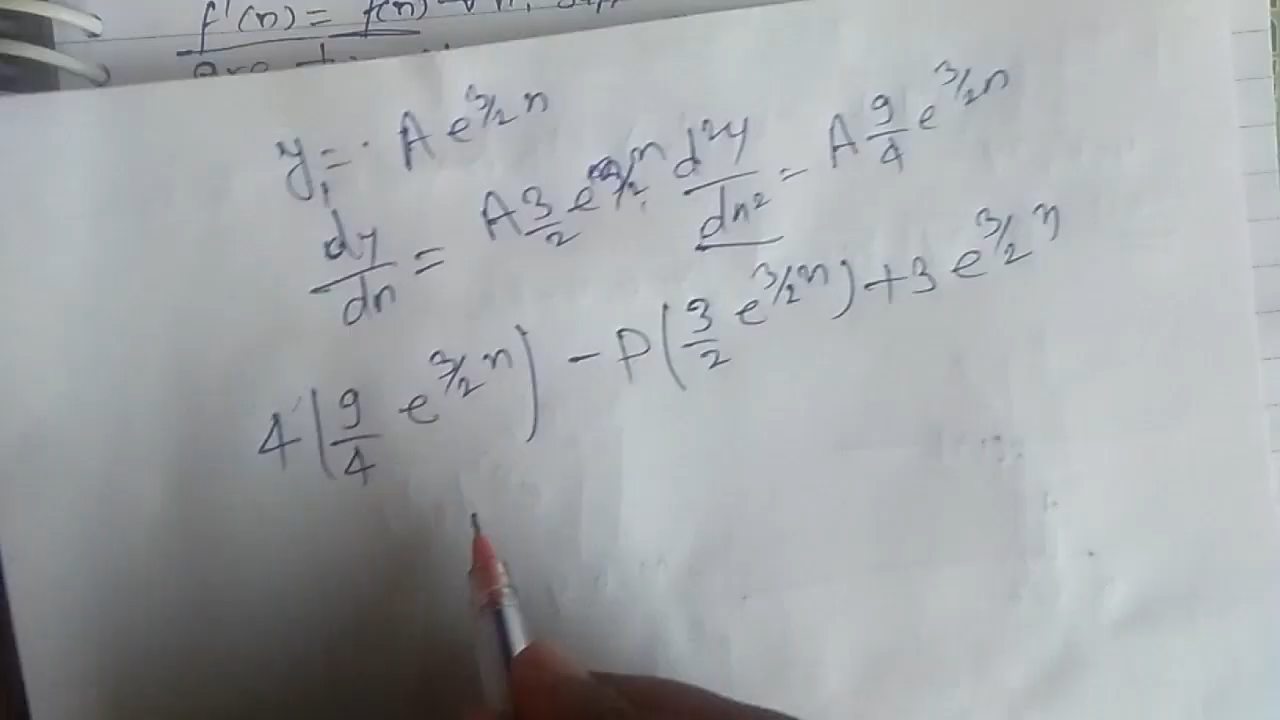 f'(n) = f(n)
y₁ = A e^{3/2 n}
dy/dn = A 3/2 e^{3/2 n} d²y/dn² = A 9/4 e^{3/2 n}
4(9/4 e^{3/2 n}) - P(3/2 e^{3/2 n}) + 3 e^{3/2 n}